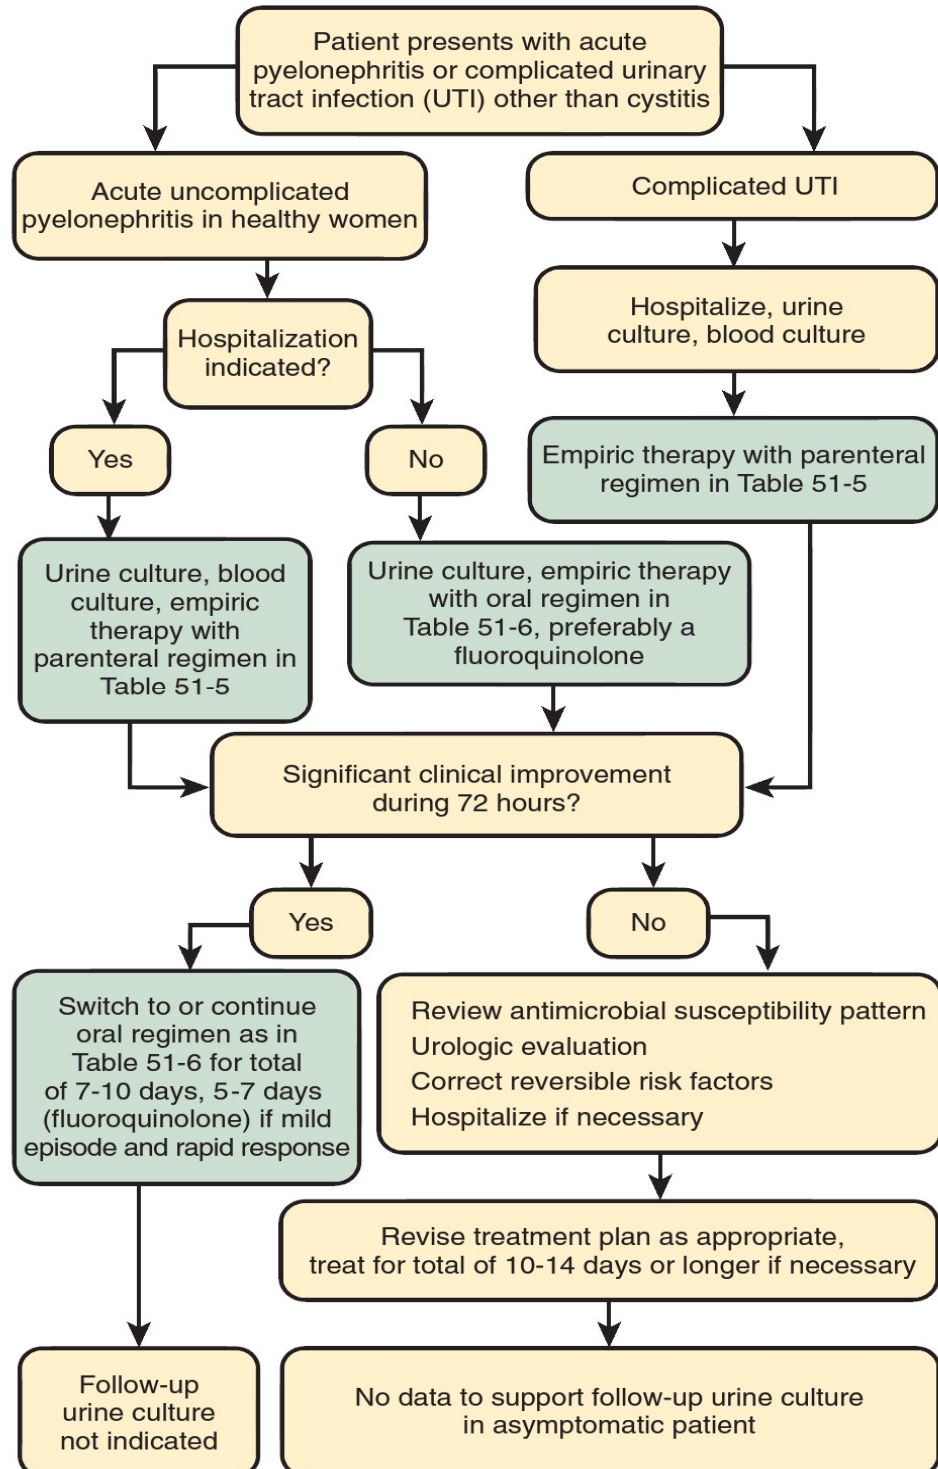 Patient presents with acute
pyelonephritis or complicated urinary
tract infection (UTI) other than cystitis
Acute uncomplicated
pyelonephritis in healthy women
Complicated UTI
Hospitalization
indicated?
Hospitalize, urine
culture, blood culture
Yes
No
Empiric therapy with parenteral
regimen in Table 51-5
Urine culture, blood
culture, empiric
therapy with
parenteral regimen in
Table 51-5
Urine culture, empiric therapy
with oral regimen in
Table 51-6, preferably a
fluoroquinolone
Significant clinical improvement
during 72 hours?
Yes
No
Switch to or continue
oral regimen as in
Table 51-6 for total
of 7-10 days, 5-7 days
(fluoroquinolone) if mild
episode and rapid response
Review antimicrobial susceptibility pattern
Urologic evaluation
Correct reversible risk factors
Hospitalize if necessary
Revise treatment plan as appropriate,
treat for total of 10-14 days or longer if necessary
Follow-up
urine culture
not indicated
No data to support follow-up urine culture
in asymptomatic patient